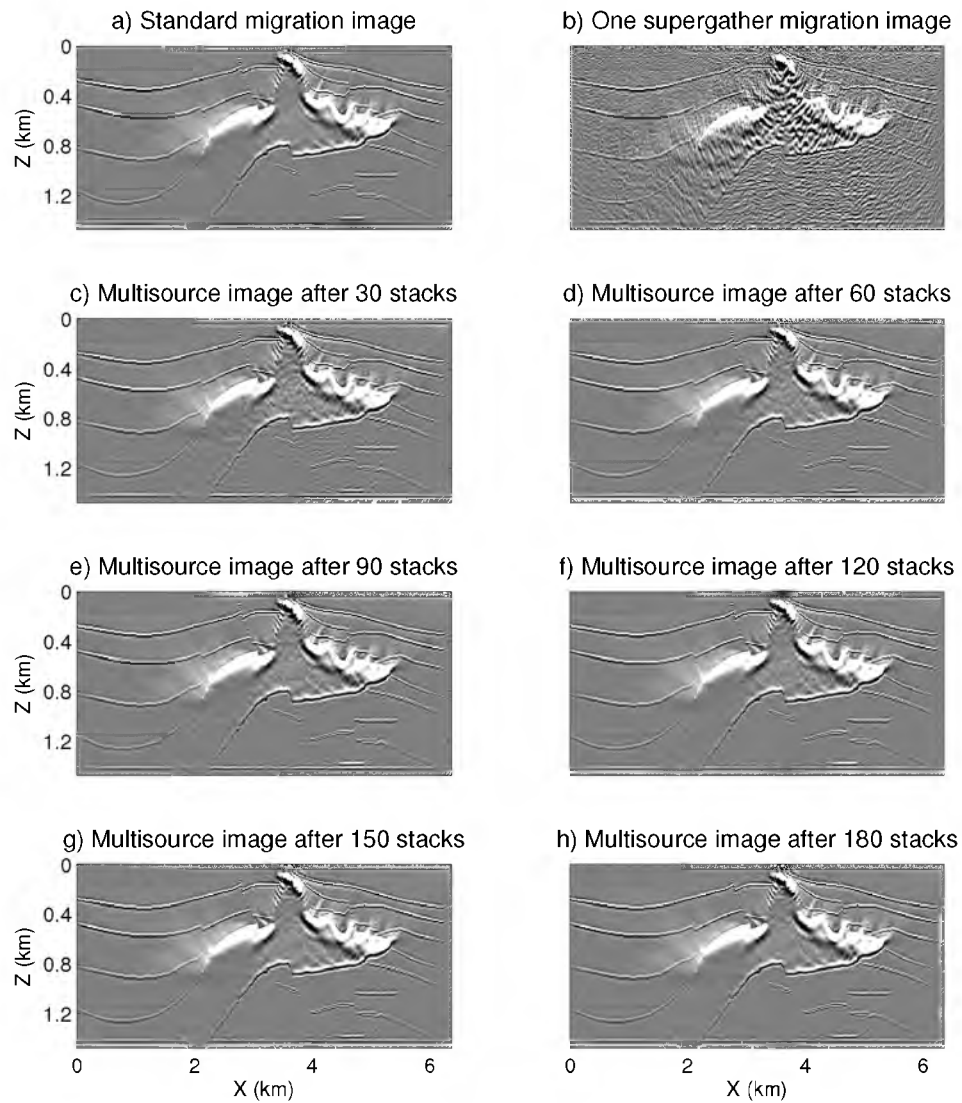 a) Standard migration image
b) One supergather migration image
0
0.4
0.8
1.2
Z (km)
c) Multisource image after 30 stacks
d) Multisource image after 60 stacks
0
0.4
0.8
1.2
Z (km)
e) Multisource image after 90 stacks
f) Multisource image after 120 stacks
0
0.4
0.8
1.2
Z (km)
g) Multisource image after 150 stacks
h) Multisource image after 180 stacks
0
0.4
0.8
1.2
Z (km)
0 2 4 6
X (km)
0 2 4 6
X (km)